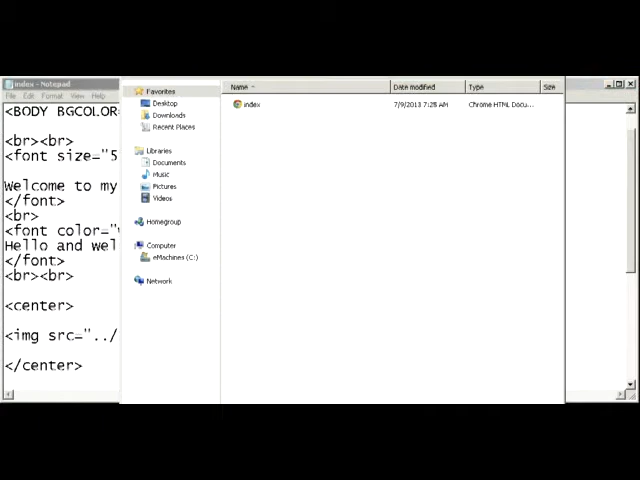 index - Notepad
File Edit Format View Help
<BODY BGCOLOR=
<br><br>
<font size="5
Welcome to my
</font>
<br>
<font color="w
Hello and wel
</font>
<br><br>
<center>
<img src="../
</center>
Favorites
Desktop
Downloads
Recent Places
Libraries
Documents
Music
Pictures
Videos
Homegroup
Computer
eMachines (C:)
Network
Name Date modified Type Size
index 7/9/2013 7:28 AM Chrome HTML Docu...